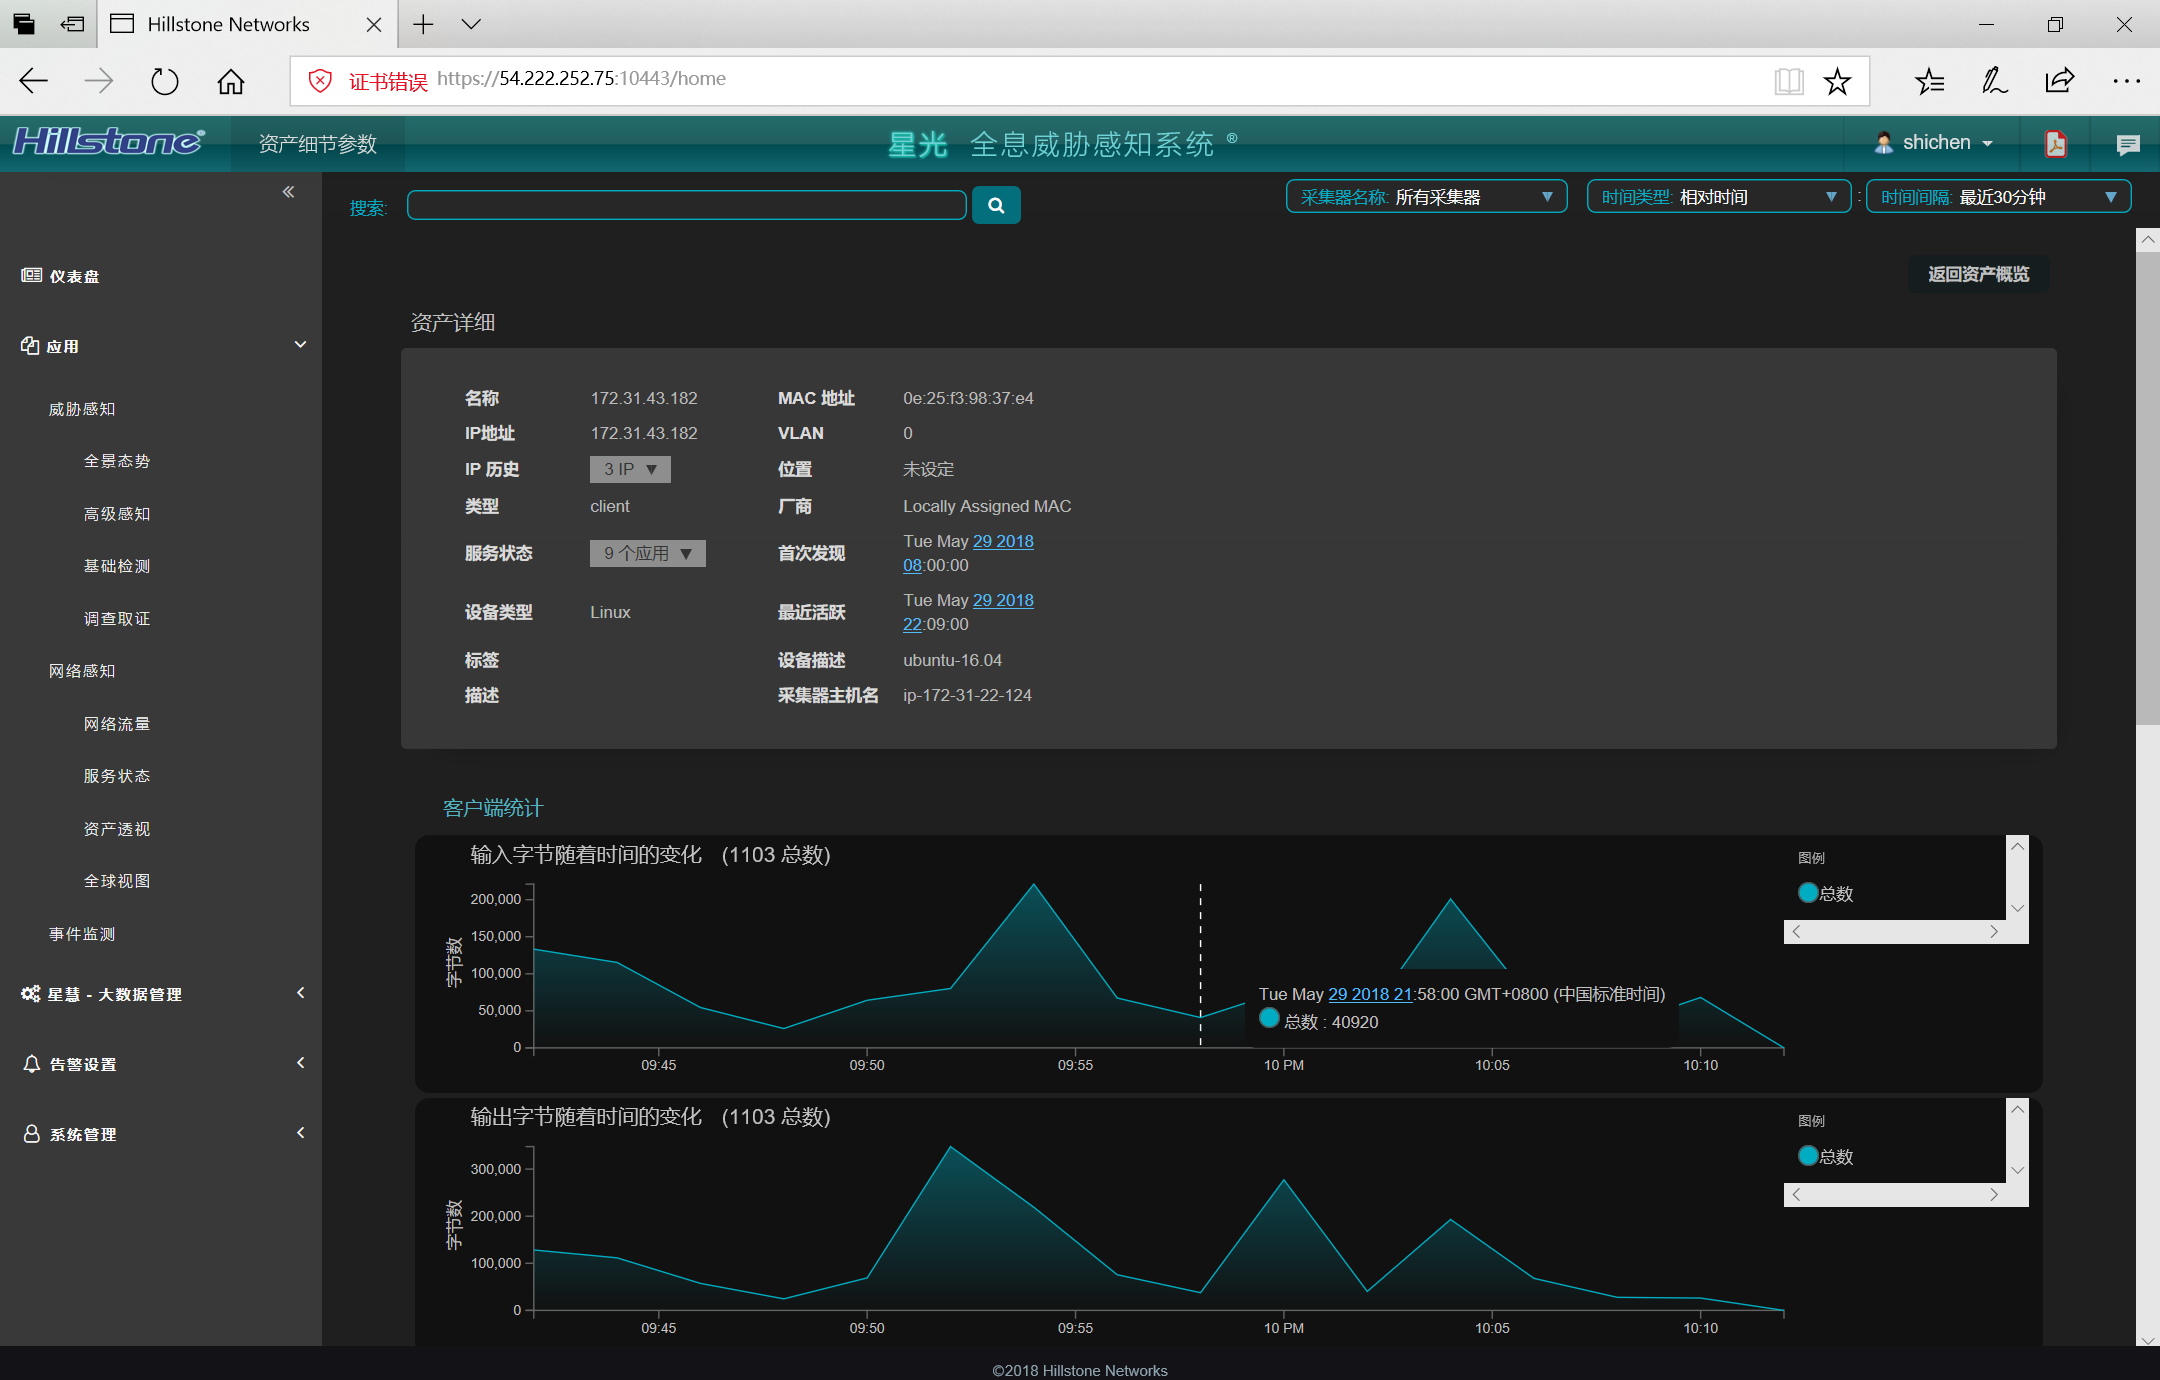 Hillstone Networks
证书错误 https://54.222.252.75:10443/home
Hillstone®
资产细节参数
星光 全息威胁感知系统 ®
shichen
搜索:
采集器名称: 所有采集器 ▼
时间类型: 相对时间 ▼ :
时间间隔: 最近30分钟 ▼
仪表盘
应用
威胁感知
全景态势
高级感知
基础检测
调查取证
网络感知
网络流量
服务状态
资产透视
全球视图
事件监测
星慧 - 大数据管理
告警设置
系统管理
返回资产概览
资产详细
名称 172.31.43.182 MAC 地址 0e:25:f3:98:37:e4
IP地址 172.31.43.182 VLAN 0
IP 历史 3 IP ▼ 位置 未设定
类型 client 厂商 Locally Assigned MAC
服务状态 9 个应用 ▼ 首次发现 Tue May 29 2018
08:00:00
设备类型 Linux 最近活跃 Tue May 29 2018
22:09:00
标签 设备描述 ubuntu-16.04
描述 采集器主机名 ip-172-31-22-124
客户端统计
输入字节随着时间的变化 (1103 总数)
图例
总数
字节数
200,000
150,000
100,000
50,000
0
Tue May 29 2018 21:58:00 GMT+0800 (中国标准时间)
总数 : 40920
09:45 09:50 09:55 10 PM 10:05 10:10
输出字节随着时间的变化 (1103 总数)
图例
总数
字节数
300,000
200,000
100,000
0
09:45 09:50 09:55 10 PM 10:05 10:10
©2018 Hillstone Networks